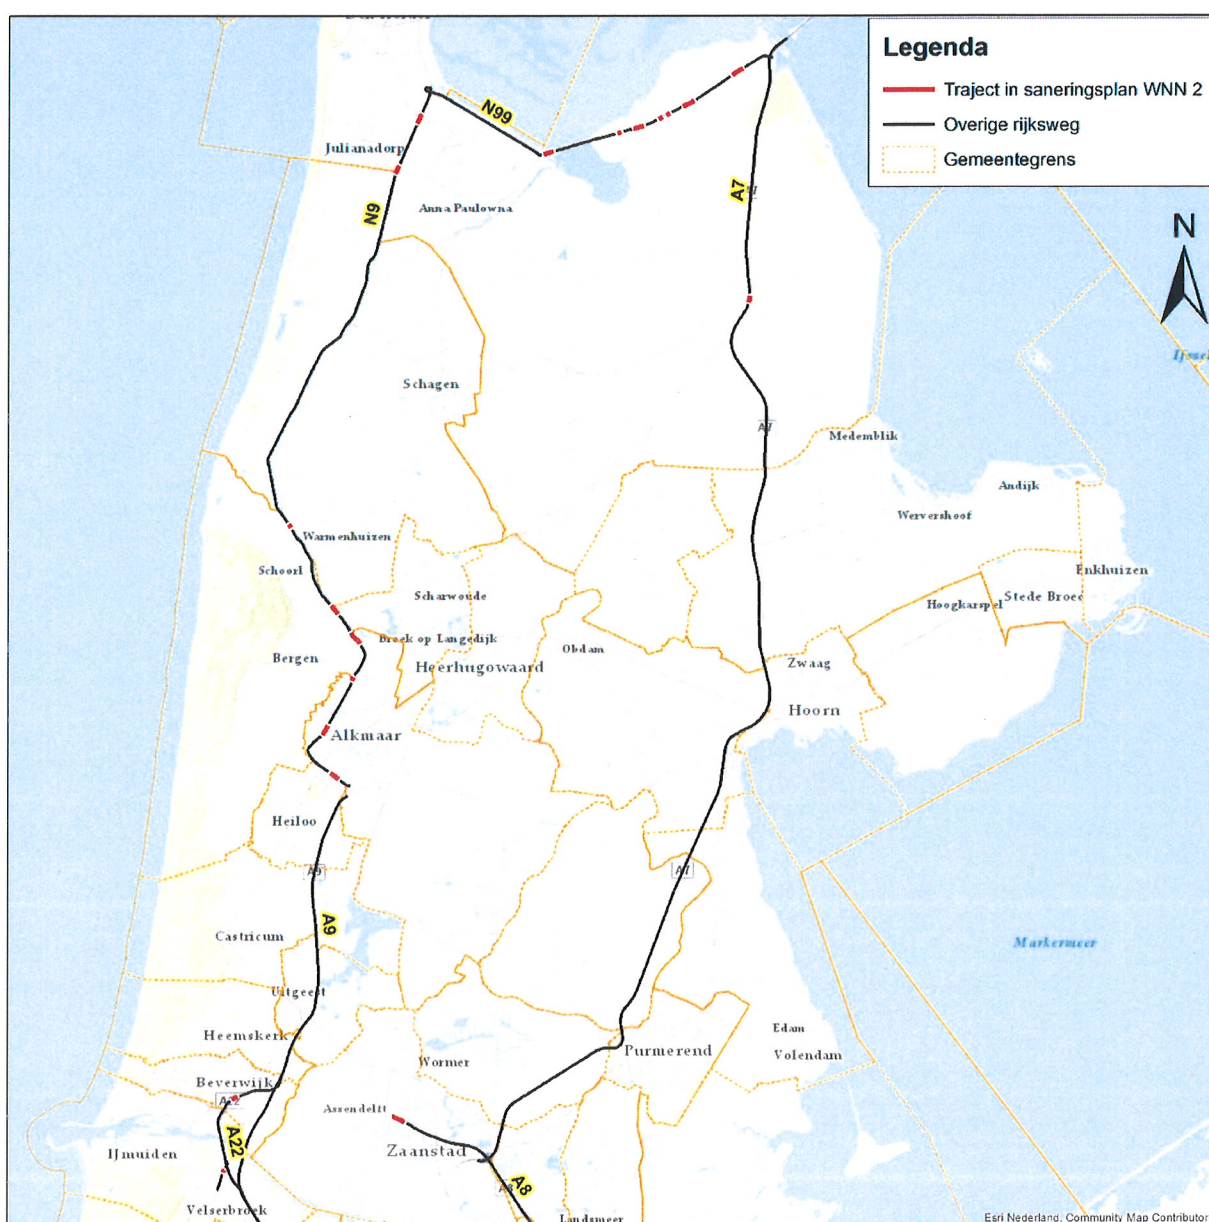 Legenda
Traject in saneringsplan WNN 2
Overige rijksweg
Gemeentegrens
N
N99
Julianadorp
A7
Anna Paulowna
N9
Schagen
A7
Medemblik
Andijk
Wervershoof
Warmenhuizen
Schoorl
Enkhuizen
Scharwoude
Hoogkarspel
Stede Broec
Broek op Langedijk
Obdam
Bergen
Heerhugowaard
Zwaag
Hoorn
Alkmaar
Heiloo
A9
A7
A9
Castricum
Markermeer
Uitgeest
Heemskerk
Edam
Purmerend
Volendam
Wormer
Beverwijk
A22
Assendelft
A22
IJmuiden
Zaanstad
A8
A8
Velserbroek
Landsmeer
Esri Nederland, Community Map Contributor